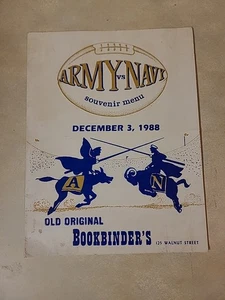 ARMY VS NAVY
souvenir menu
DECEMBER 3, 1988
A N
OLD ORIGINAL
BOOKBINDER'S 125 WALNUT STREET